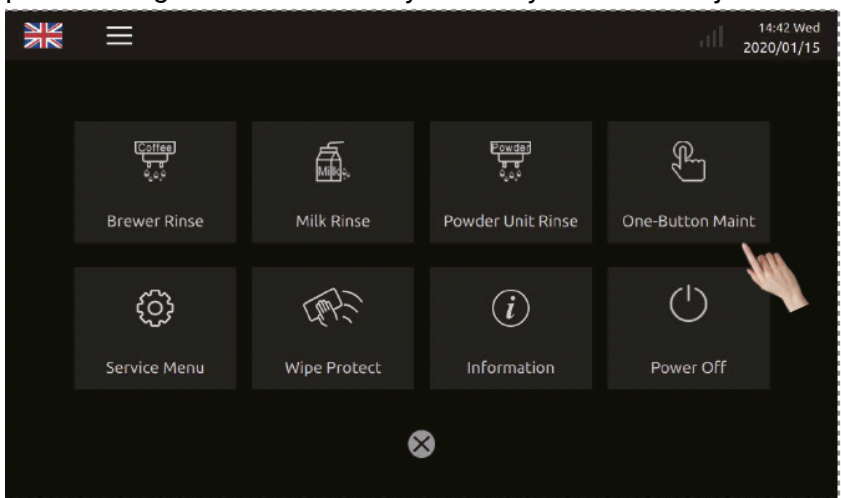 14:42 Wed
2020/01/15
Coffee
Milk
Powder
Brewer Rinse
Milk Rinse
Powder Unit Rinse
One-Button Maint
i
Service Menu
Wipe Protect
Information
Power Off